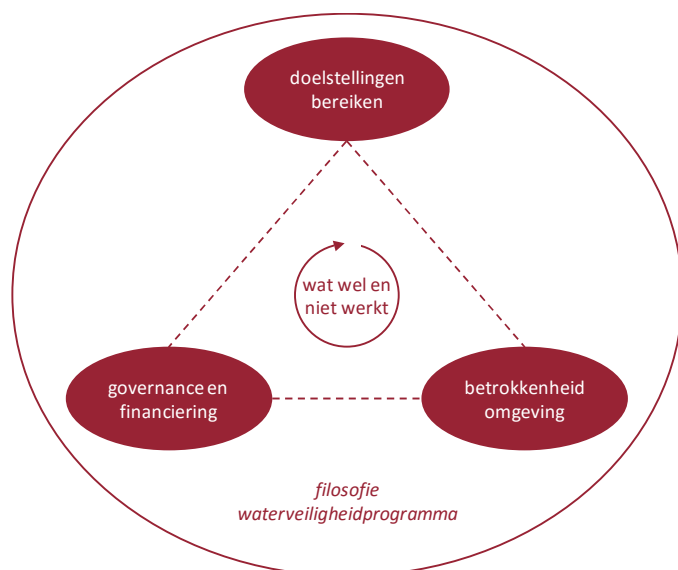 doelstellingen
bereiken
wat wel en
niet werkt
governance en
financiering
betrokkenheid
omgeving
filosofie
waterveiligheidprogramma